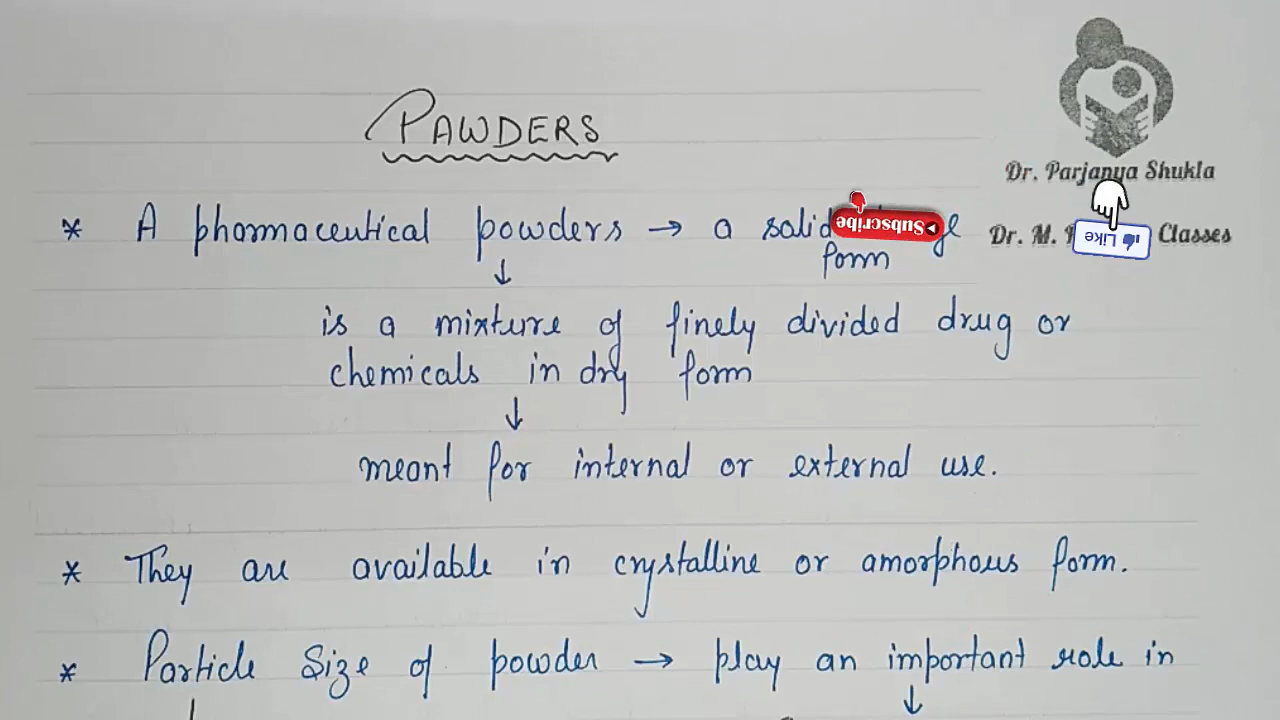 PAWDERS
Dr. Parjanya Shukla
* A pharmaceutical powders → a solid
form
Subscribe
Dr. M. Classes
Like
↓
is a mixture of finely divided drug or
chemicals in dry form
↓
meant for internal or external use.
* They are available in crystalline or amorphous form.
* Particle Size of powder → play an important role in
↓